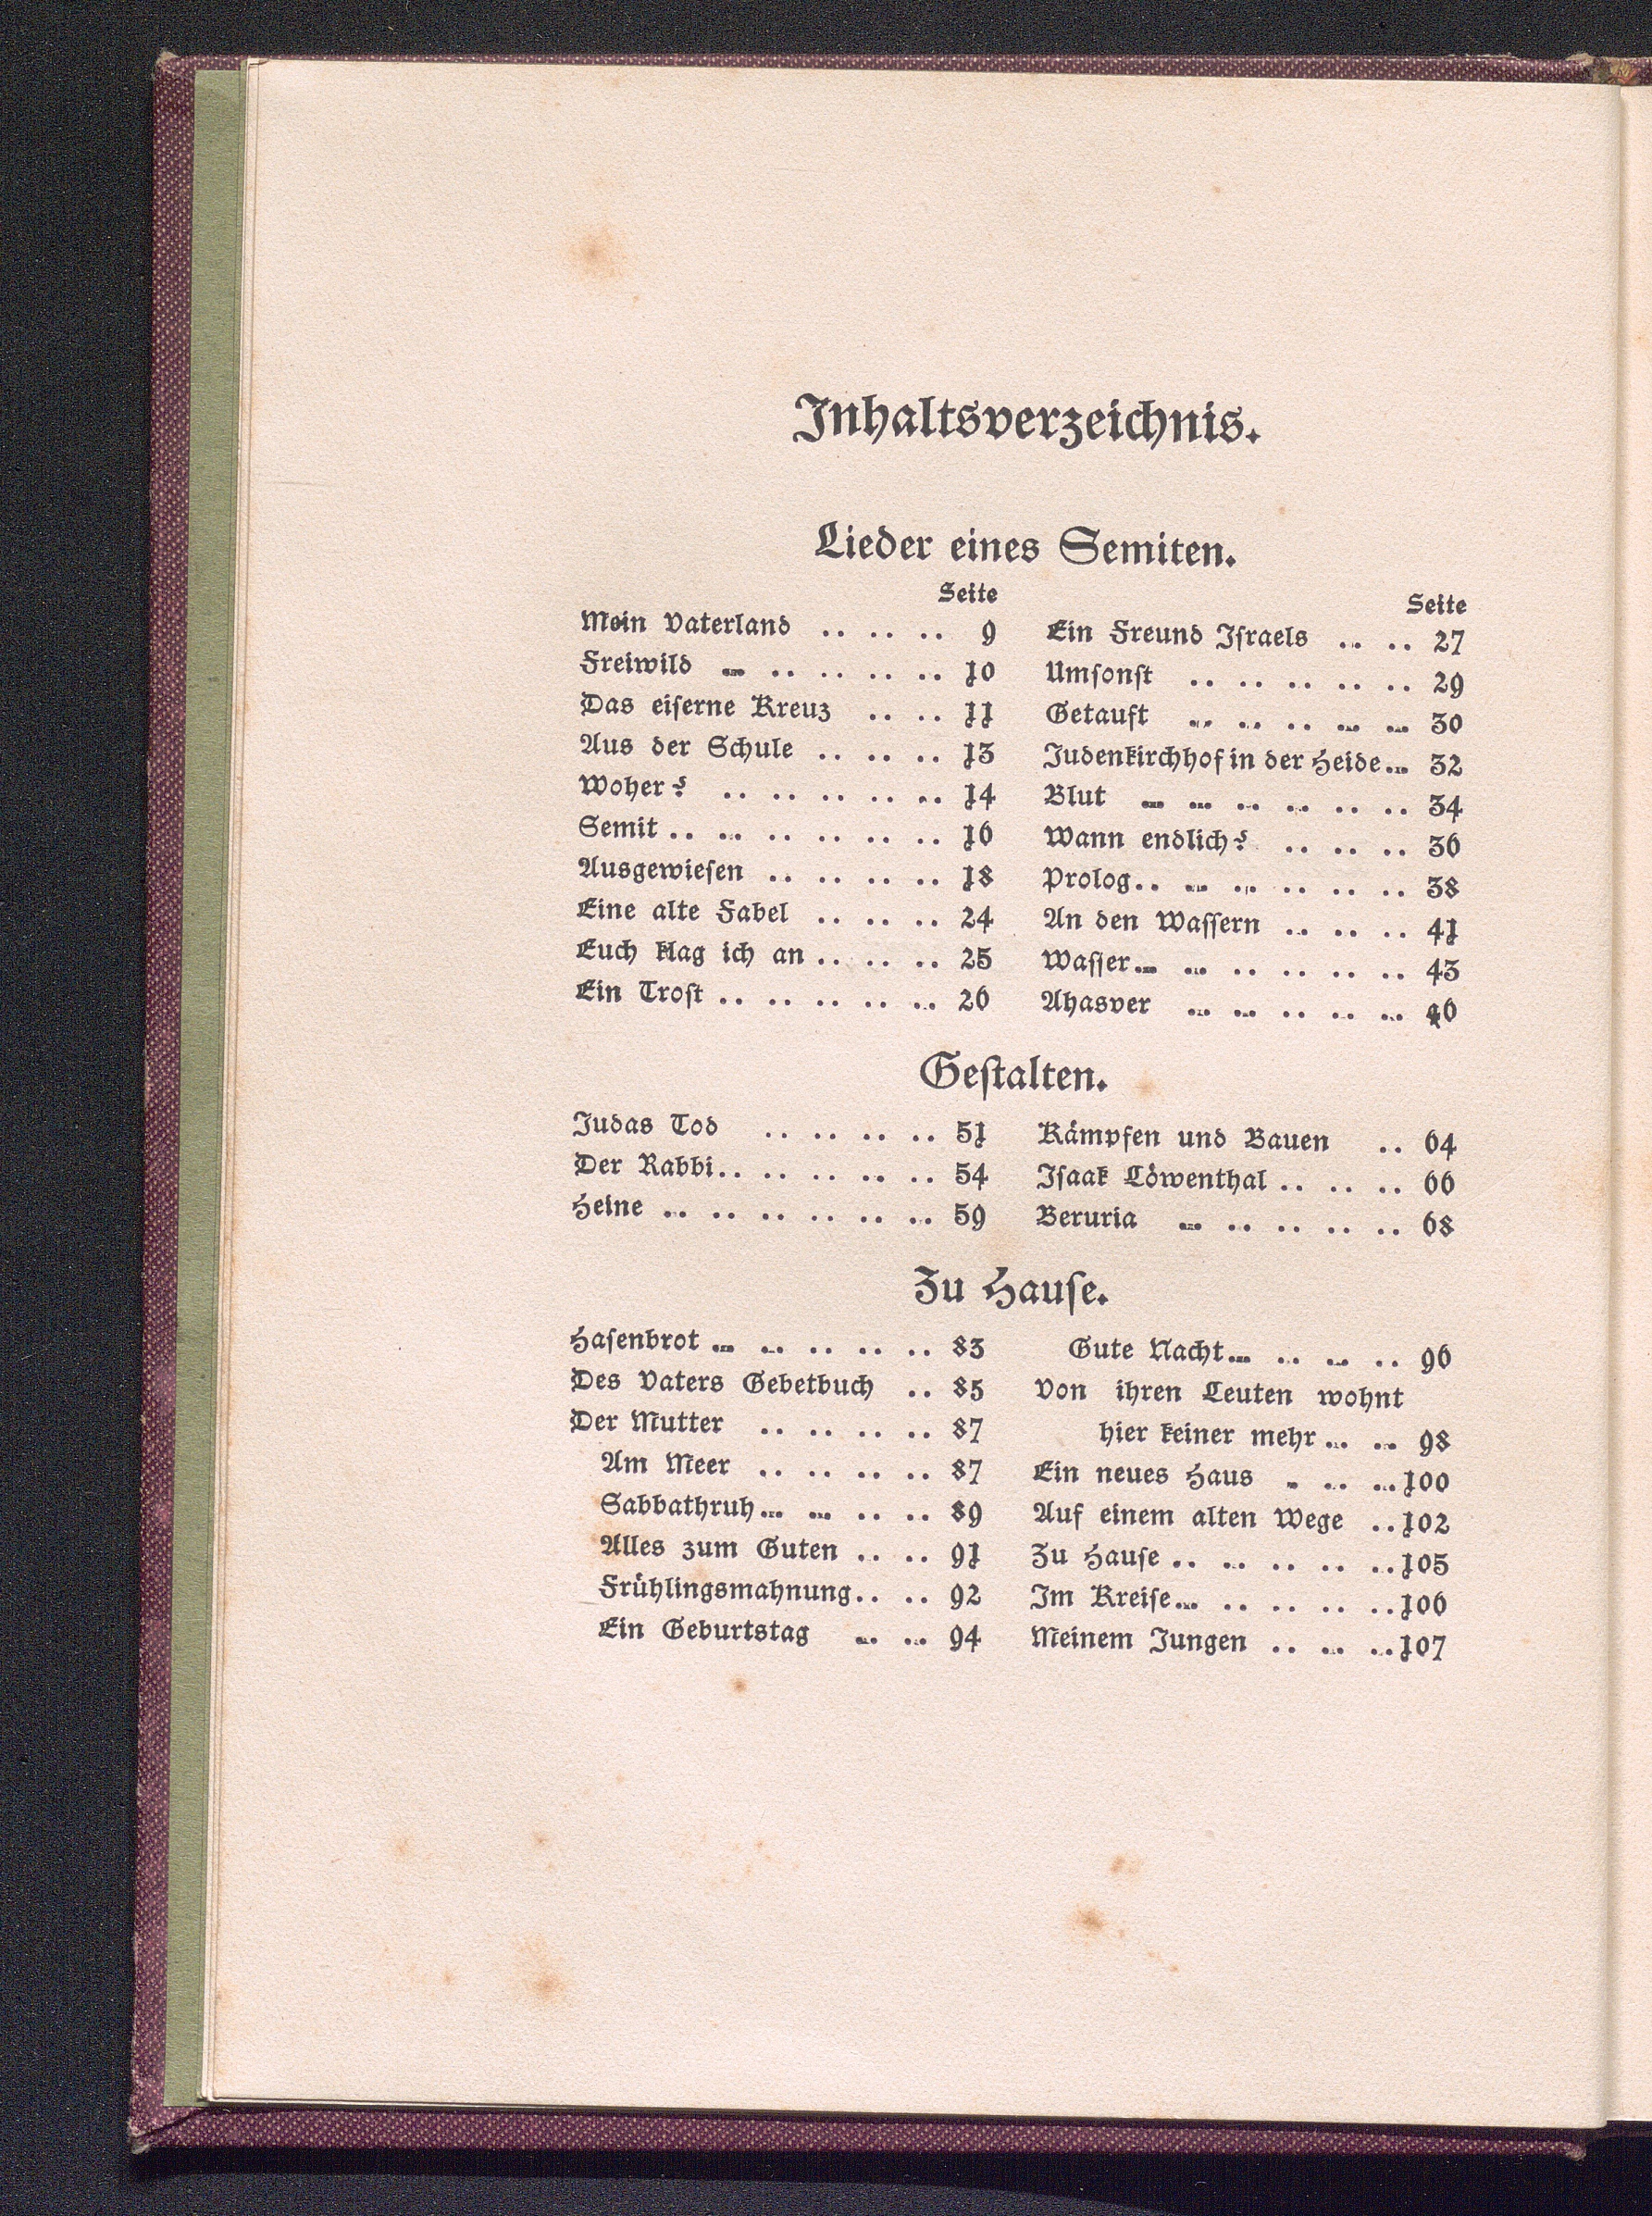 Inhaltsverzeichnis.
Lieder eines Semiten.
Seite
Mein Vaterland .. .. .. 9
Freiwild .. .. .. .. .. 10
Das eiſerne Kreuz .. .. 11
Aus der Schule .. .. .. 13
Woher? .. .. .. .. .. 14
Semit .. .. .. .. .. .. 16
Ausgewieſen .. .. .. .. 18
Eine alte Fabel .. .. .. 24
Euch klag ich an .. .. .. 25
Ein Troſt .. .. .. .. .. 26
Seite
Ein Freund Iſraels .. .. 27
Umſonſt .. .. .. .. .. 29
Getauft .. .. .. .. .. 30
Judenkirchhof in der Heide .. 32
Blut .. .. .. .. .. .. 34
Wann endlich? .. .. .. 36
Prolog .. .. .. .. .. .. 38
An den Waſſern .. .. .. 41
Waſſer .. .. .. .. .. .. 43
Ahasver .. .. .. .. .. 46
Geſtalten.
Judas Tod .. .. .. .. 51
Der Rabbi .. .. .. .. .. 54
Heine .. .. .. .. .. .. 59
Kämpfen und Bauen .. 64
Iſaak Löwenthal .. .. .. 66
Beruria .. .. .. .. .. 68
Zu Hauſe.
Haſenbrot .. .. .. .. .. 83
Des Vaters Gebetbuch .. 85
Der Mutter .. .. .. .. 87
Am Meer .. .. .. .. 87
Sabbathruh .. .. .. .. 89
Alles zum Guten .. .. 91
Frühlingsmahnung .. .. 92
Ein Geburtstag .. .. 94
Gute Nacht .. .. .. .. 96
Von ihren Leuten wohnt
hier keiner mehr .. .. 98
Ein neues Haus .. .. .. 100
Auf einem alten Wege .. 102
Zu Hauſe .. .. .. .. .. 105
Im Kreiſe .. .. .. .. .. 106
Meinem Jungen .. .. .. 107